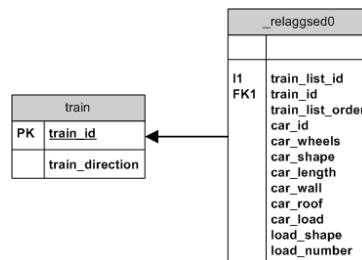 _relaggsed0
I1 train_list_id
FK1 train_id
train_list_order
car_id
car_wheels
car_shape
car_length
car_wall
car_roof
car_load
load_shape
load_number
train
PK train_id
train_direction